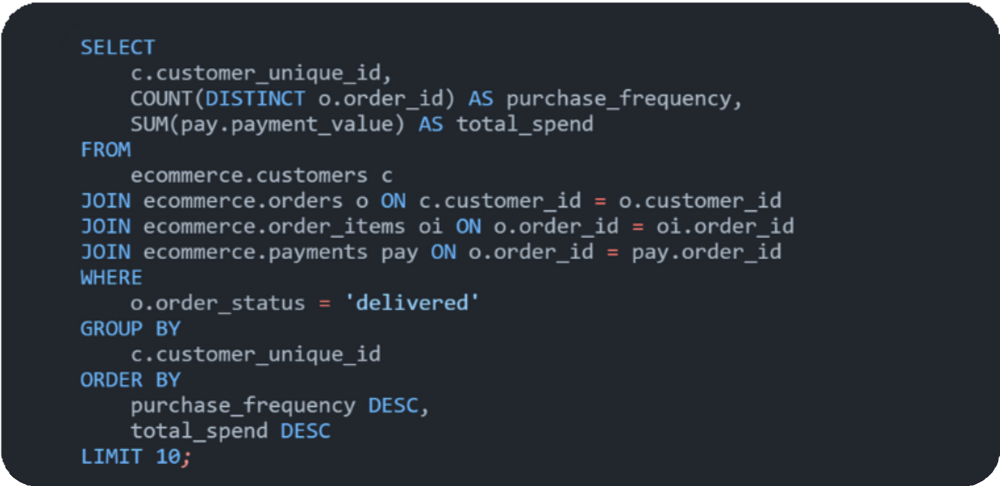 SELECT
    c.customer_unique_id,
    COUNT(DISTINCT o.order_id) AS purchase_frequency,
    SUM(pay.payment_value) AS total_spend
FROM
    ecommerce.customers c
JOIN ecommerce.orders o ON c.customer_id = o.customer_id
JOIN ecommerce.order_items oi ON o.order_id = oi.order_id
JOIN ecommerce.payments pay ON o.order_id = pay.order_id
WHERE
    o.order_status = 'delivered'
GROUP BY
    c.customer_unique_id
ORDER BY
    purchase_frequency DESC,
    total_spend DESC
LIMIT 10;